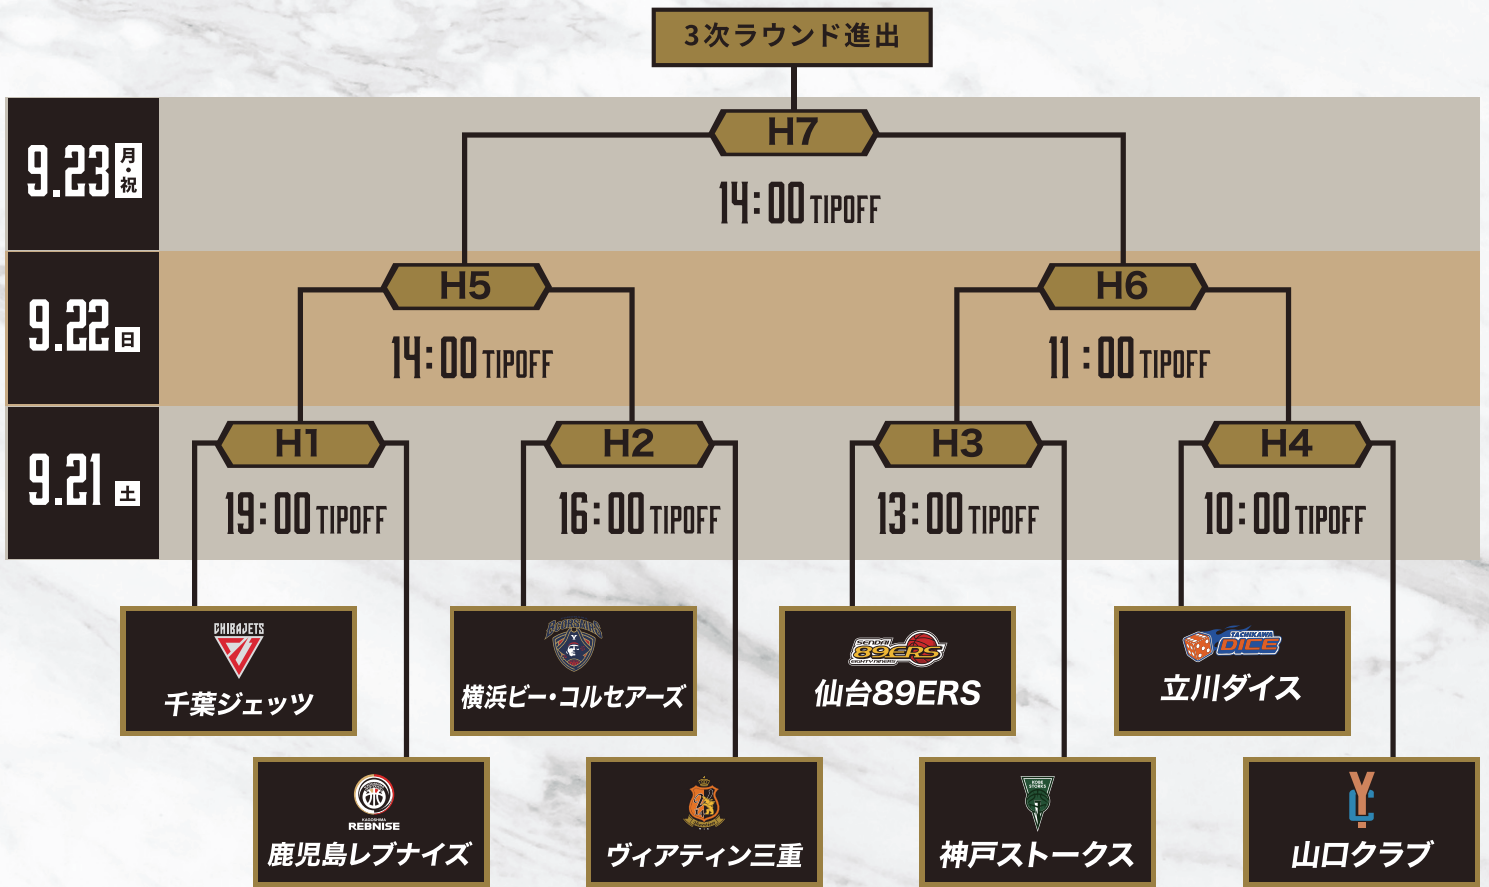 3次ラウンド進出
9.23 月・祝
H7
14:00 TIPOFF
9.22 日
H5
H6
14:00 TIPOFF
11:00 TIPOFF
9.21 土
H1
H2
H3
H4
19:00 TIPOFF
16:00 TIPOFF
13:00 TIPOFF
10:00 TIPOFF
CHIBAJETS
千葉ジェッツ
B-CORSAIRS
Y
横浜ビー・コルセアーズ
SENDAI
89ERS
EIGHTYNINERS
仙台89ERS
TACHIKAWA
DICE
立川ダイス
KAGOSHIMA
REBNISE
鹿児島レブナイズ
ヴィアティン三重
KOBE
STORKS
神戸ストークス
YC
山口クラブ